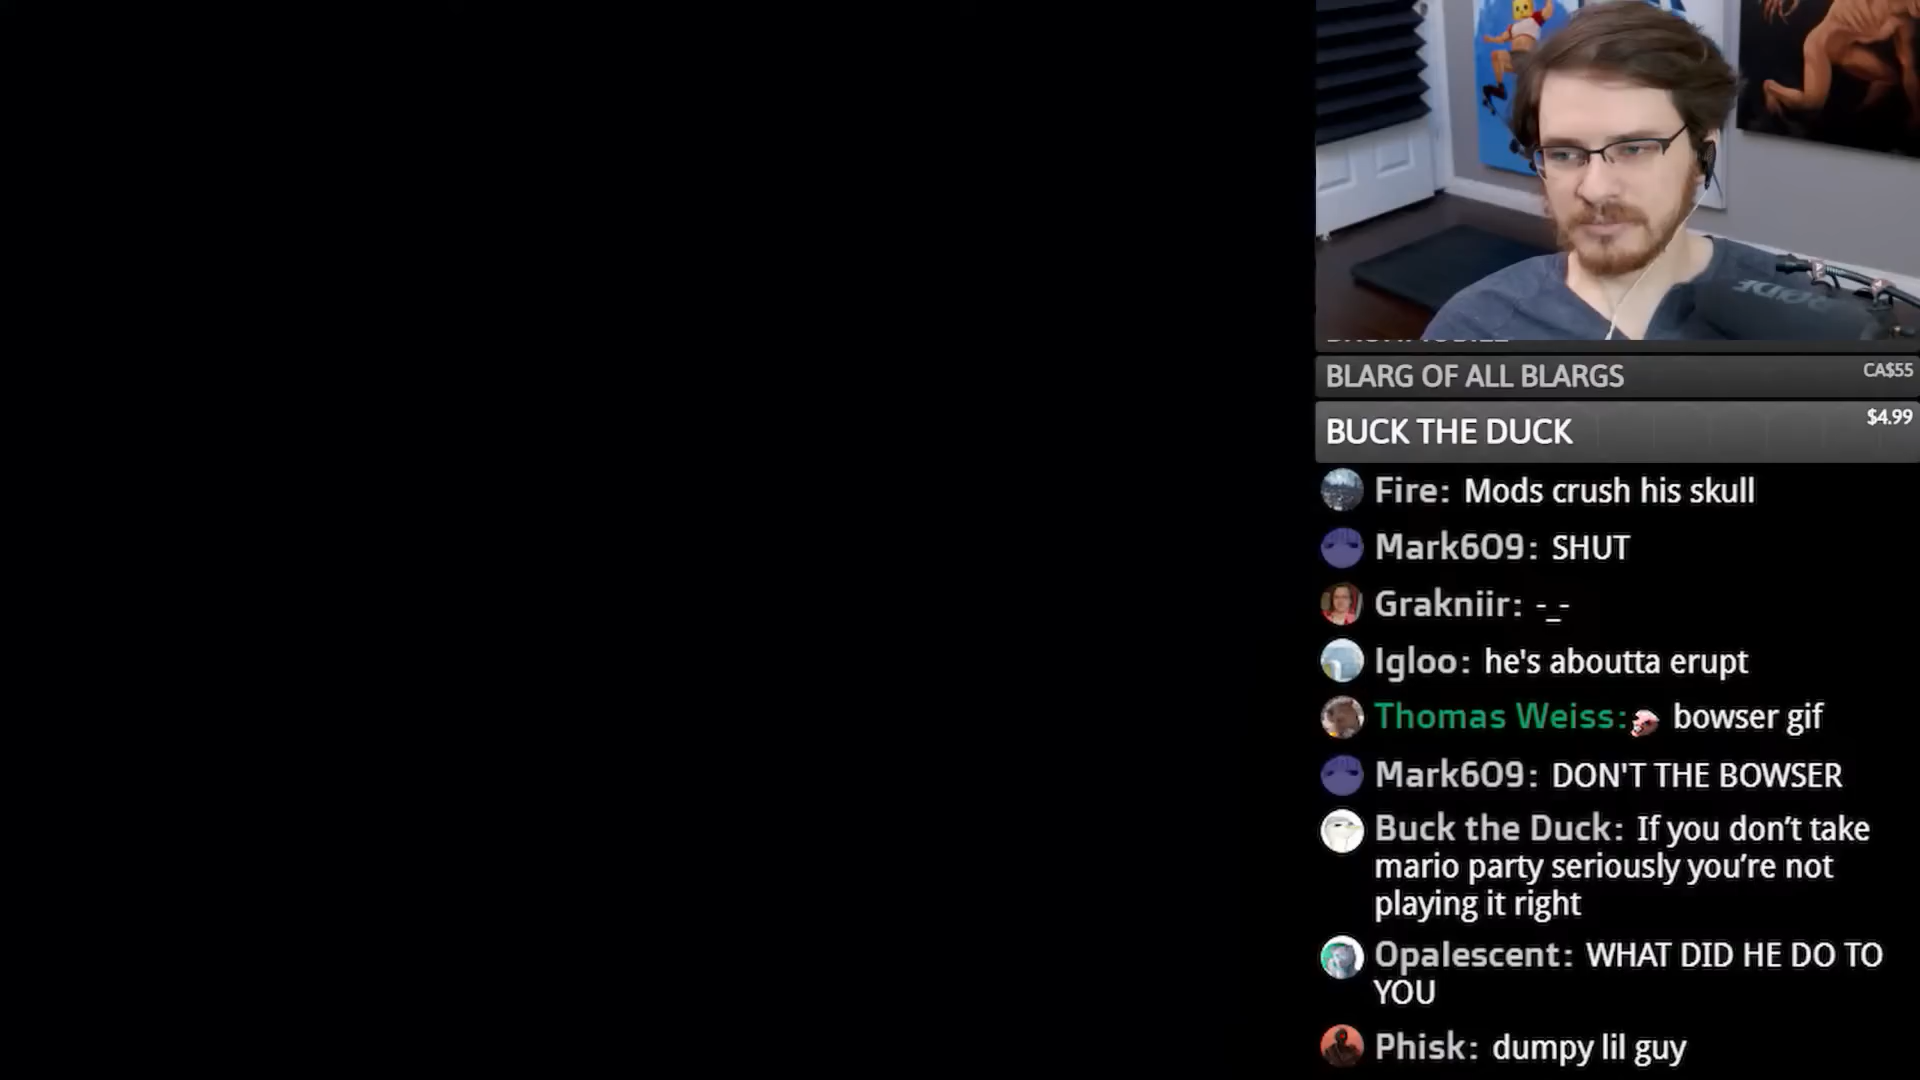 RODE
BLARG OF ALL BLARGS CA$55
BUCK THE DUCK $4.99
Fire: Mods crush his skull
Mark609: SHUT
Grakniir: -_-
Igloo: he's aboutta erupt
Thomas Weiss: bowser gif
Mark609: DON'T THE BOWSER
Buck the Duck: If you don’t take
mario party seriously you’re not
playing it right
Opalescent: WHAT DID HE DO TO
YOU
Phisk: dumpy lil guy